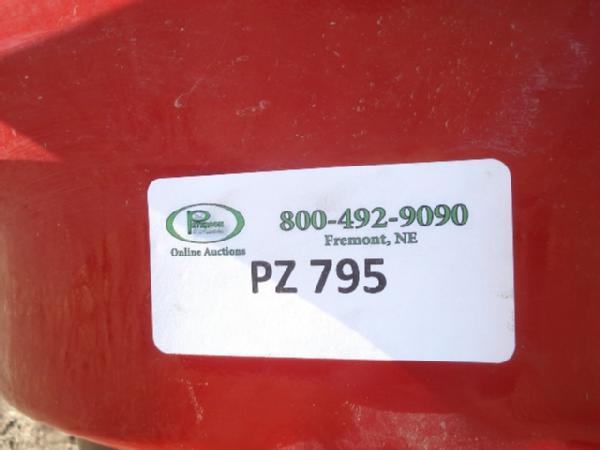 800-492-9090
Fremont, NE
Online Auctions
PZ 795